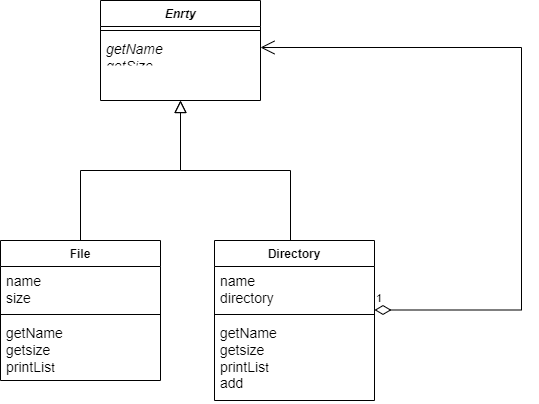 Enrty
getName
getSize
File
name
size
getName
getsize
printList
Directory
name
directory
getName
getsize
printList
add
1